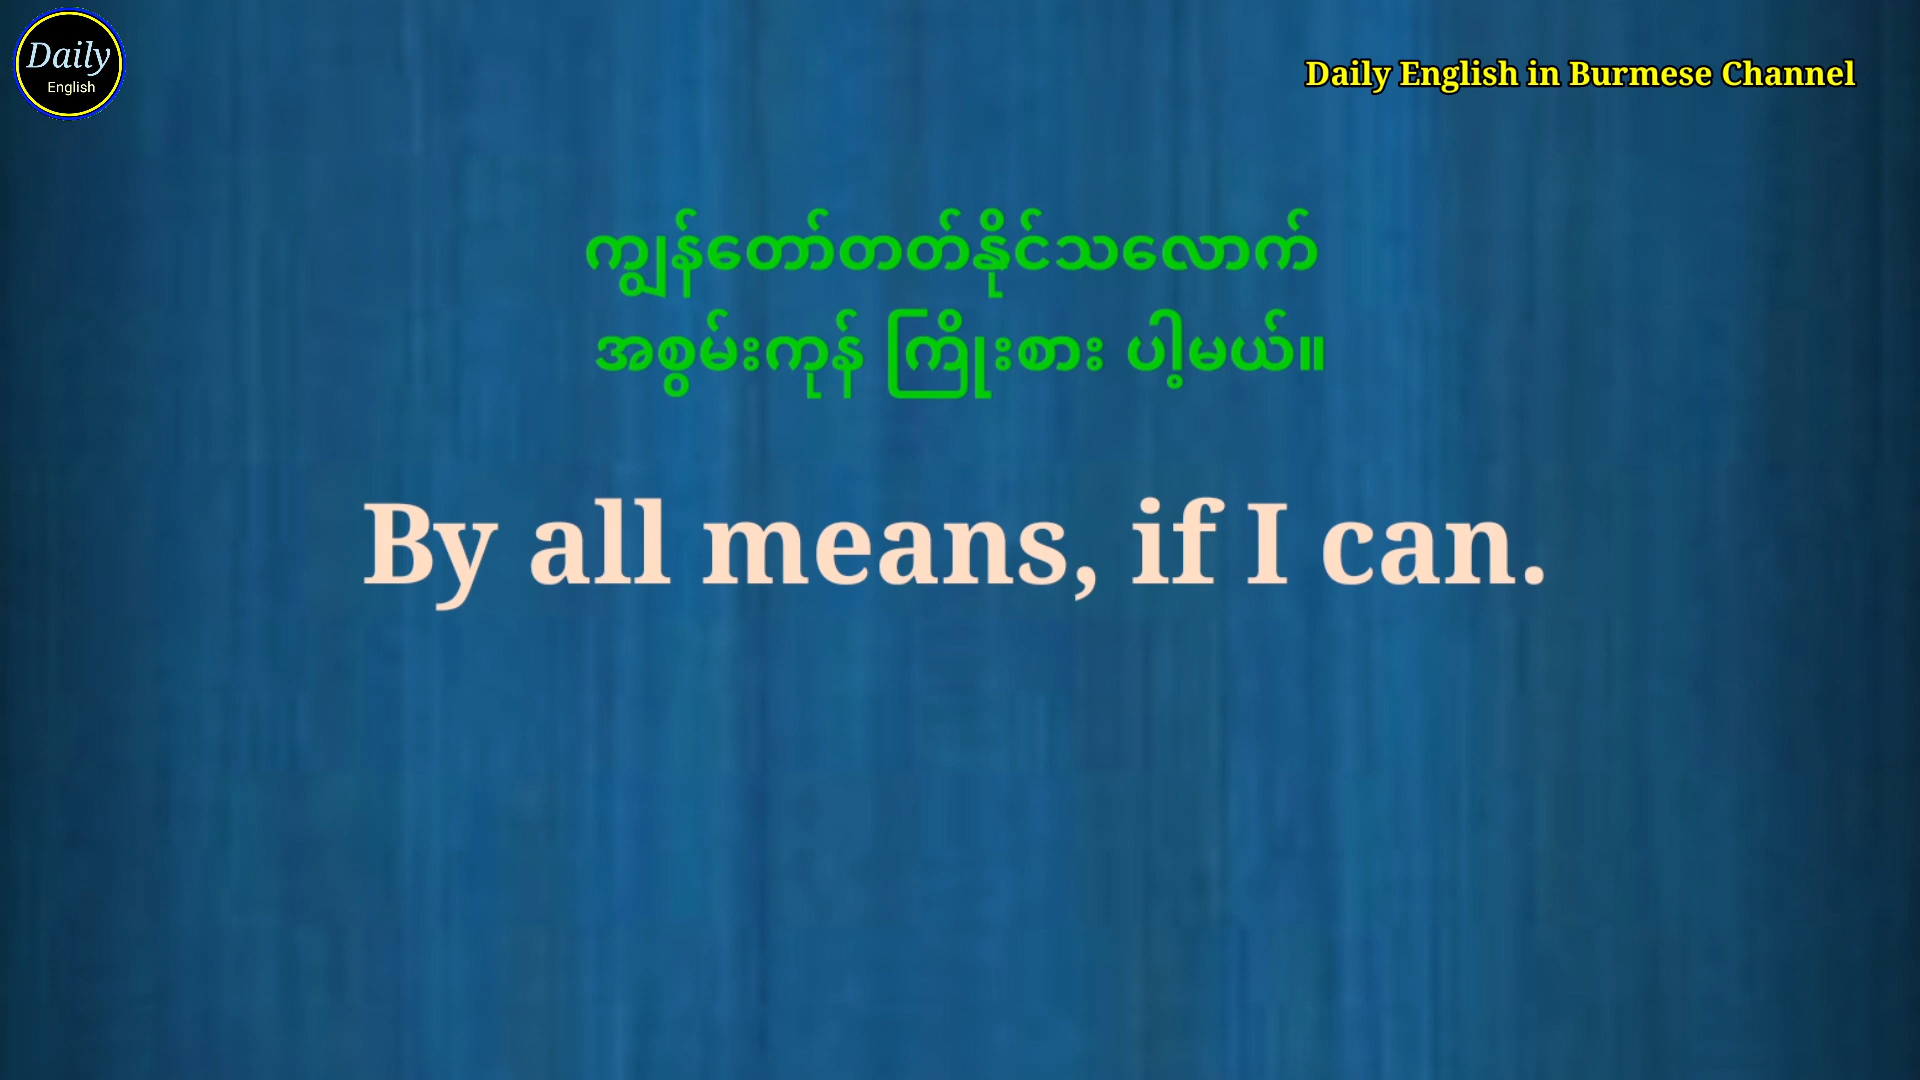 Daily
English
Daily English in Burmese Channel
ကျွန်တော်တတ်နိုင်သလောက်
အစွမ်းကုန် ကြိုးစား ပါ့မယ်။
By all means, if I can.